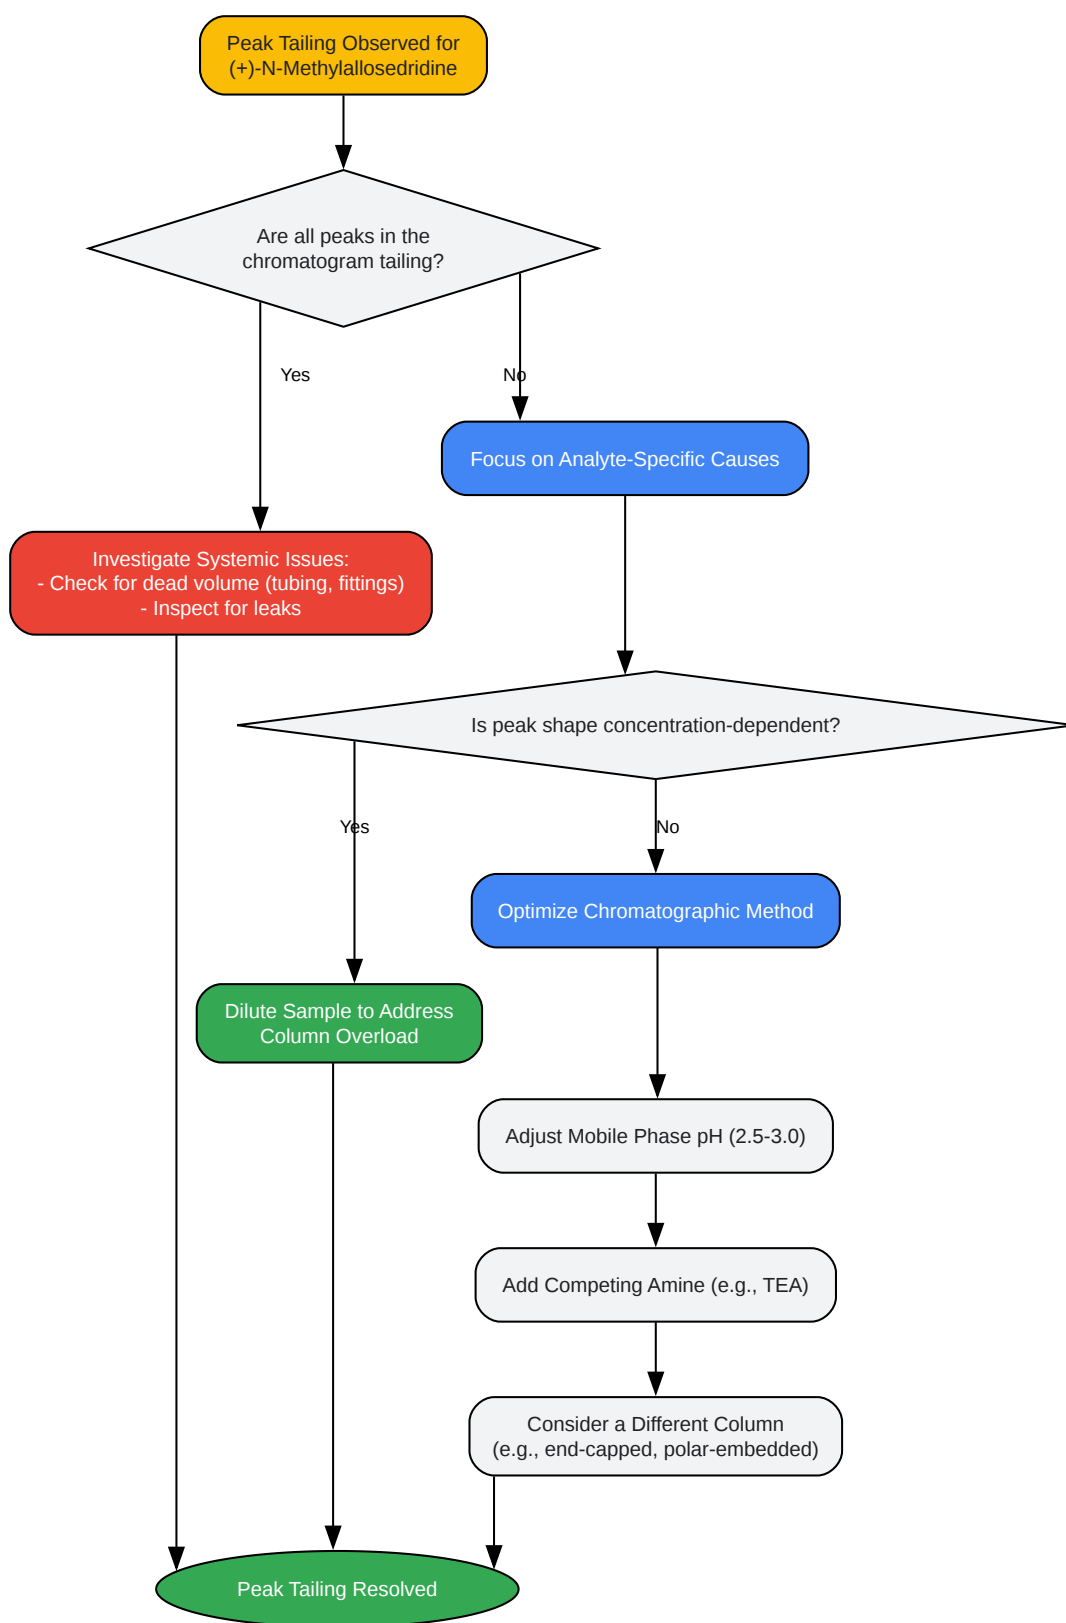 Peak Tailing Observed for
(+)-N-Methylallosedridine
Are all peaks in the
chromatogram tailing?
Yes
No
Focus on Analyte-Specific Causes
Investigate Systemic Issues:
- Check for dead volume (tubing, fittings)
- Inspect for leaks
Is peak shape concentration-dependent?
Yes
No
Optimize Chromatographic Method
Dilute Sample to Address
Column Overload
Adjust Mobile Phase pH (2.5-3.0)
Add Competing Amine (e.g., TEA)
Consider a Different Column
(e.g., end-capped, polar-embedded)
Peak Tailing Resolved